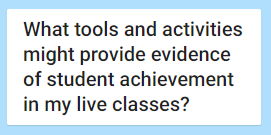 What tools and activities
might provide evidence
of student achievement
in my live classes?